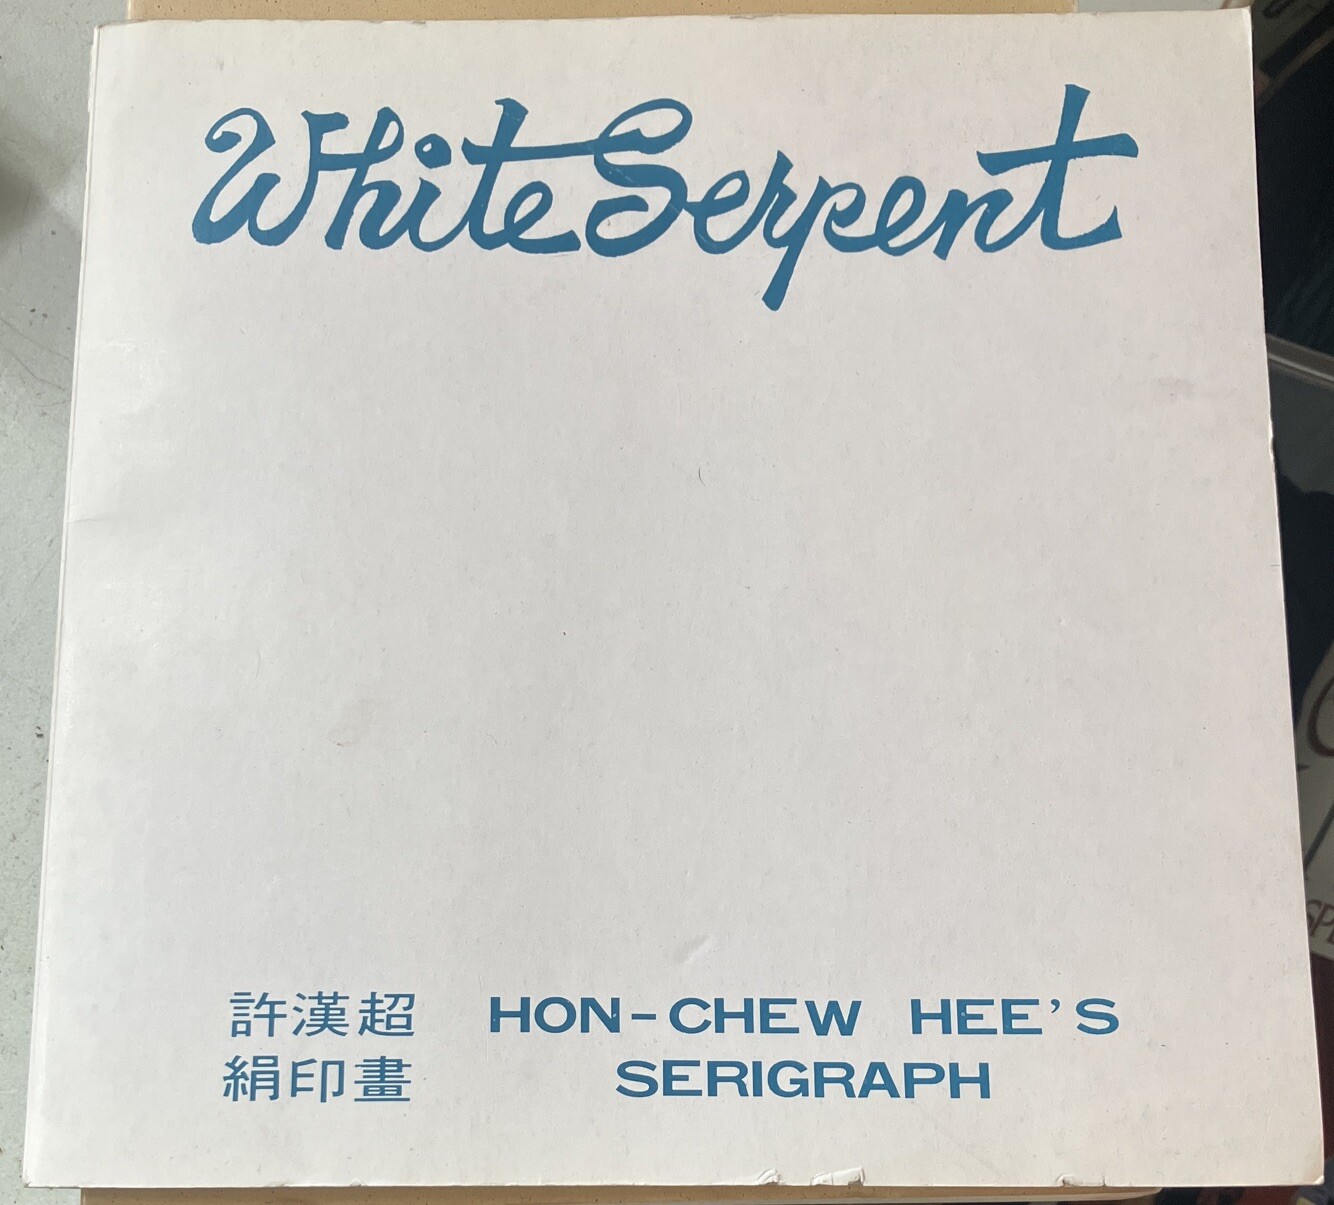 White Serpent
許漢超 HON-CHEW HEE'S
絹印畫 SERIGRAPH